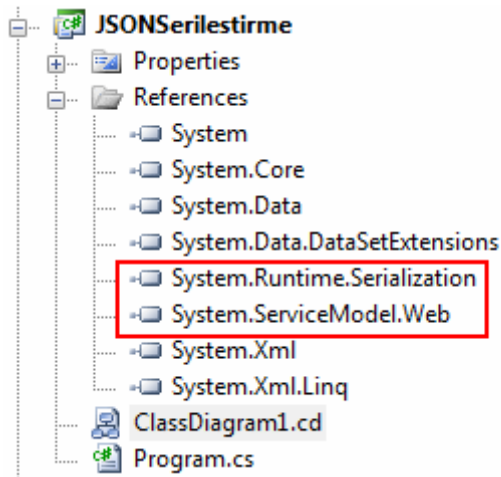 JSONSerilestirme
Properties
References
System
System.Core
System.Data
System.Data.DataSetExtensions
System.Runtime.Serialization
System.ServiceModel.Web
System.Xml
System.Xml.Linq
ClassDiagram1.cd
Program.cs